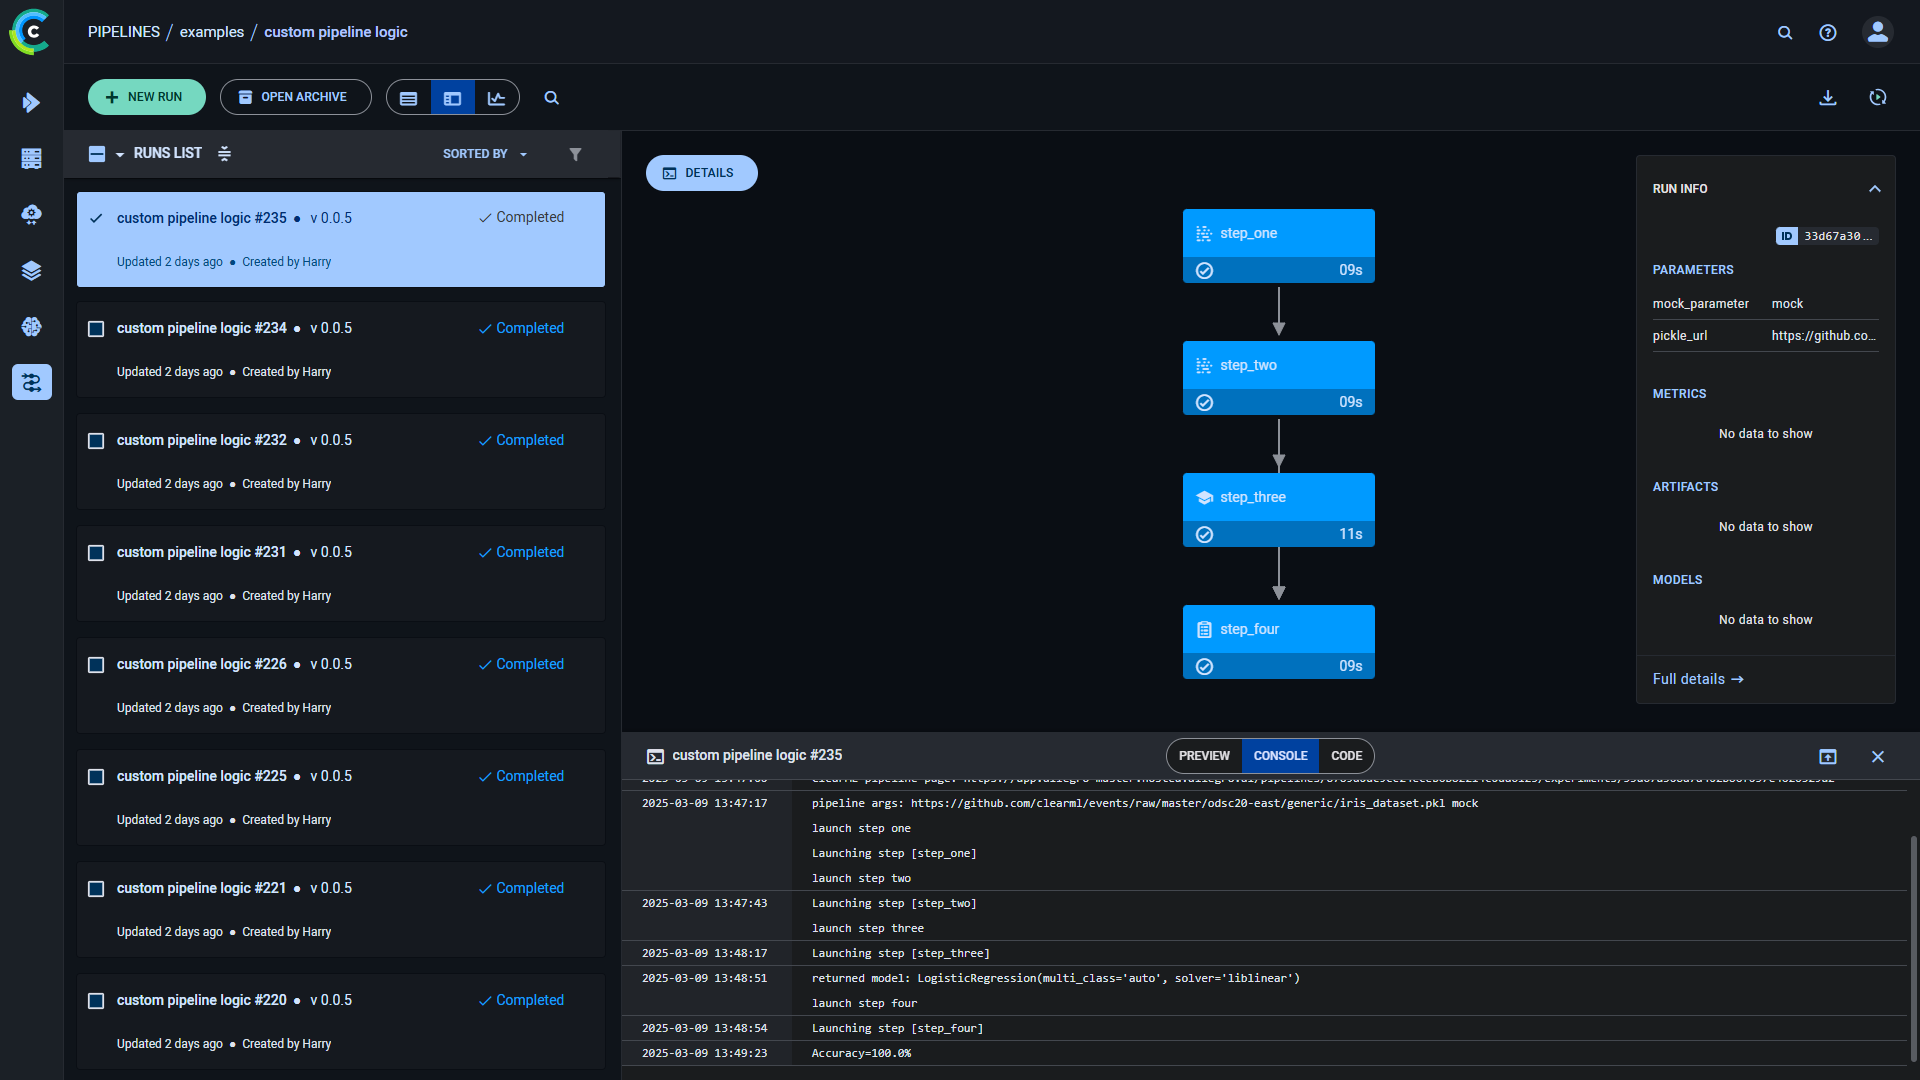 PIPELINES / examples / custom pipeline logic
NEW RUN
OPEN ARCHIVE
RUNS LIST
SORTED BY
custom pipeline logic #235 • v 0.0.5
Completed
Updated 2 days ago • Created by Harry
custom pipeline logic #234 • v 0.0.5
Completed
Updated 2 days ago • Created by Harry
custom pipeline logic #232 • v 0.0.5
Completed
Updated 2 days ago • Created by Harry
custom pipeline logic #231 • v 0.0.5
Completed
Updated 2 days ago • Created by Harry
custom pipeline logic #226 • v 0.0.5
Completed
Updated 2 days ago • Created by Harry
custom pipeline logic #225 • v 0.0.5
Completed
Updated 2 days ago • Created by Harry
custom pipeline logic #221 • v 0.0.5
Completed
Updated 2 days ago • Created by Harry
custom pipeline logic #220 • v 0.0.5
Completed
Updated 2 days ago • Created by Harry
DETAILS
step_one
09s
step_two
09s
step_three
11s
step_four
09s
RUN INFO
ID 33d67a30...
PARAMETERS
mock_parameter mock
pickle_url https://github.co...
METRICS
No data to show
ARTIFACTS
No data to show
MODELS
No data to show
Full details →
custom pipeline logic #235
PREVIEW CONSOLE CODE
2025-03-09 13:47:17 pipeline args: https://github.com/clearml/events/raw/master/odsc20-east/generic/iris_dataset.pkl mock
launch step one
Launching step [step_one]
launch step two
2025-03-09 13:47:43 Launching step [step_two]
launch step three
2025-03-09 13:48:17 Launching step [step_three]
2025-03-09 13:48:51 returned model: LogisticRegression(multi_class='auto', solver='liblinear')
launch step four
2025-03-09 13:48:54 Launching step [step_four]
2025-03-09 13:49:23 Accuracy=100.0%